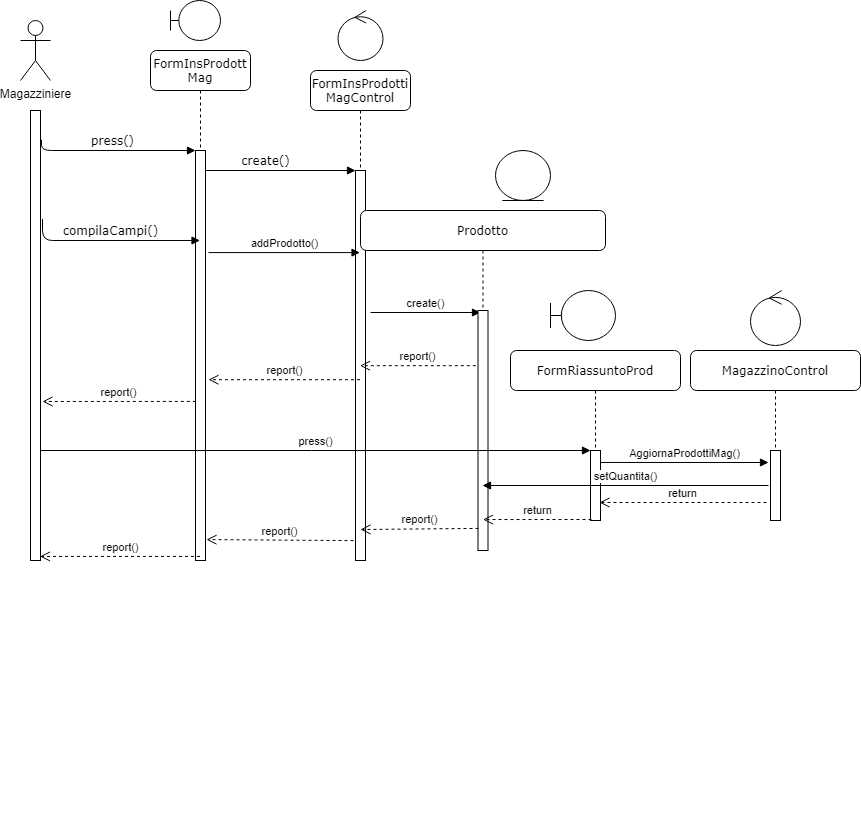 Magazziniere
FormInsProdott
Mag
FormInsProdotti
MagControl
press()
create()
compilaCampi()
addProdotto()
Prodotto
create()
FormRiassuntoProd
MagazzinoControl
report()
report()
report()
press()
AggiornaProdottiMag()
setQuantita()
return
return
report()
report()
report()